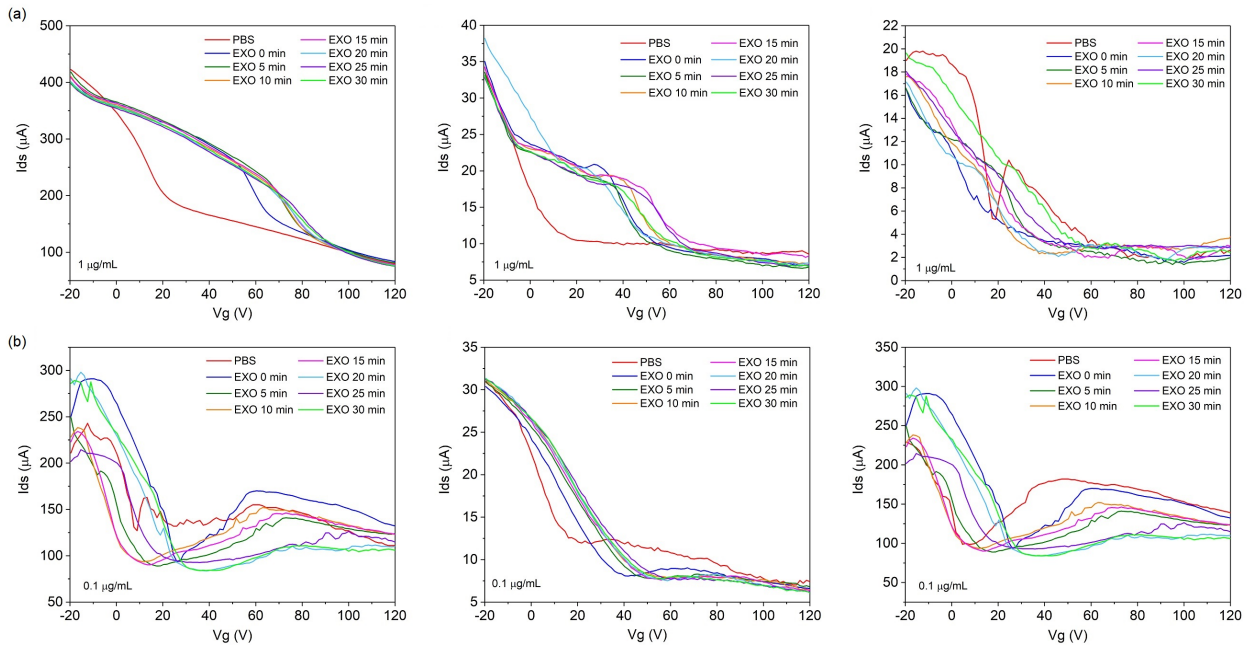 (a)
500
450
400
350
300
250
200
150
100
Ids (µA)
PBS
EXO 0 min
EXO 5 min
EXO 10 min
EXO 15 min
EXO 20 min
EXO 25 min
EXO 30 min
1 µg/mL
-20 0 20 40 60 80 100 120
Vg (V)
40
35
30
25
20
15
10
5
Ids (µA)
PBS
EXO 0 min
EXO 5 min
EXO 10 min
EXO 15 min
EXO 20 min
EXO 25 min
EXO 30 min
1 µg/mL
-20 0 20 40 60 80 100 120
Vg (V)
22
20
18
16
14
12
10
8
6
4
2
0
Ids (µA)
PBS
EXO 0 min
EXO 5 min
EXO 10 min
EXO 15 min
EXO 20 min
EXO 25 min
EXO 30 min
1 µg/mL
-20 0 20 40 60 80 100 120
Vg (V)
(b)
300
250
200
150
100
50
Ids (µA)
PBS
EXO 0 min
EXO 5 min
EXO 10 min
EXO 15 min
EXO 20 min
EXO 25 min
EXO 30 min
0.1 µg/mL
-20 0 20 40 60 80 100 120
Vg (V)
35
30
25
20
15
10
5
Ids (µA)
PBS
EXO 0 min
EXO 5 min
EXO 10 min
EXO 15 min
EXO 20 min
EXO 25 min
EXO 30 min
0.1 µg/mL
-20 0 20 40 60 80 100 120
Vg (V)
350
300
250
200
150
100
50
Ids (µA)
PBS
EXO 0 min
EXO 5 min
EXO 10 min
EXO 15 min
EXO 20 min
EXO 25 min
EXO 30 min
0.1 µg/mL
-20 0 20 40 60 80 100 120
Vg (V)